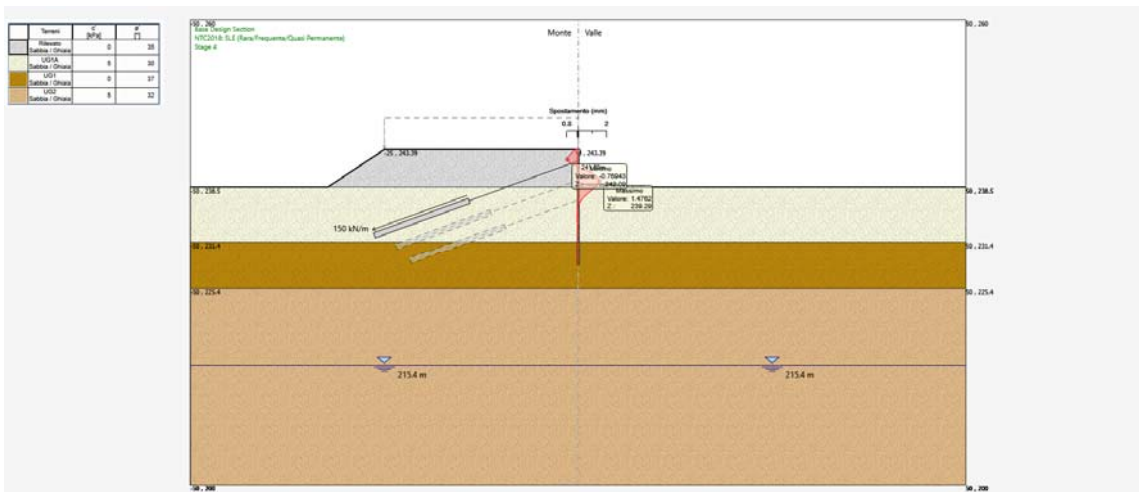 Terreni c' [kPa] ø' [°]
Rilevato
Sabbia / Ghiaia 0 35
UG1A
Sabbia / Ghiaia 5 30
UG1
Sabbia / Ghiaia 0 37
UG2
Sabbia / Ghiaia 5 32
-50 , 260
50 , 260
Base Design Section
NTC2018: SLE (Rara/Frequente/Quasi Permanente)
Stage 4
Monte Valle
Spostamento (mm)
0.8 2
-25 , 243.39
, 243.39
Valore: -0.76943
Z : 242.09
Massimo
Valore: 1.4762
Z : 239.29
-50 , 238.5
50 , 238.5
150 kN/m
-50 , 231.4
50 , 231.4
-50 , 225.4
50 , 225.4
215.4 m
215.4 m
-50 , 200
50 , 200